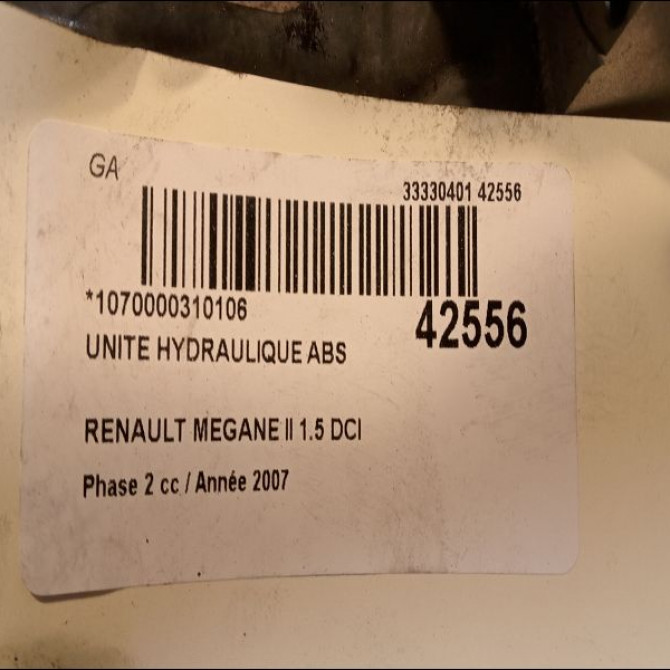 GA
33330401 42556
*1070000310106
42556
UNITE HYDRAULIQUE ABS
RENAULT MEGANE II 1.5 DCI
Phase 2 cc / Année 2007